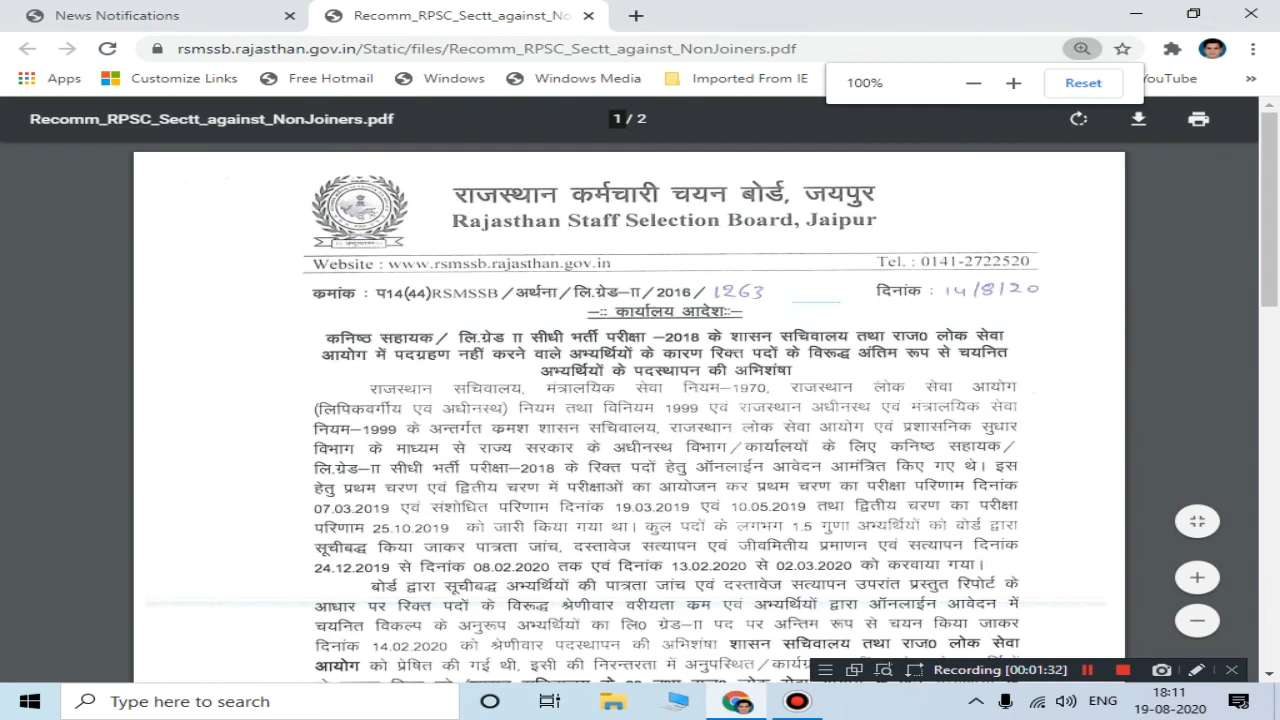 News Notifications
Recomm_RPSC_Sectt_against_No
rsmssb.rajasthan.gov.in/Static/files/Recomm_RPSC_Sectt_against_NonJoiners.pdf
Apps Customize Links Free Hotmail Windows Windows Media Imported From IE YouTube »
100% Reset
Recomm_RPSC_Sectt_against_NonJoiners.pdf 1 / 2
राजस्थान कर्मचारी चयन बोर्ड, जयपुर
Rajasthan Staff Selection Board, Jaipur
Website : www.rsmssb.rajasthan.gov.in Tel. : 0141-2722520
क्रमांक : प14(44)RSMSSB/अर्थना/लि.ग्रेड-II/2016/1263 दिनांक : 14/8/20
-:: कार्यालय आदेश::-
कनिष्ठ सहायक/ लि.ग्रेड II सीधी भर्ती परीक्षा -2018 के शासन सचिवालय तथा राज0 लोक सेवा
आयोग में पदग्रहण नहीं करने वाले अभ्यर्थियों के कारण रिक्त पदों के विरूद्ध अंतिम रूप से चयनित
अभ्यर्थियों के पदस्थापन की अभिशंषा
राजस्थान सचिवालय, मंत्रालयिक सेवा नियम-1970, राजस्थान लोक सेवा आयोग
(लिपिकवर्गीय एवं अधीनस्थ) नियम तथा विनियम 1999 एवं राजस्थान अधीनस्थ एवं मंत्रालयिक सेवा
नियम-1999 के अन्तर्गत क्रमश शासन सचिवालय, राजस्थान लोक सेवा आयोग एवं प्रशासनिक सुधार
विभाग के माध्यम से राज्य सरकार के अधीनस्थ विभाग/कार्यालयों के लिए कनिष्ठ सहायक/
लि.ग्रेड-II सीधी भर्ती परीक्षा-2018 के रिक्त पदों हेतु ऑनलाईन आवेदन आमंत्रित किए गए थे। इस
हेतु प्रथम चरण एवं द्वितीय चरण में परीक्षाओं का आयोजन कर प्रथम चरण का परीक्षा परिणाम दिनांक
07.03.2019 एवं संशोधित परिणाम दिनांक 19.03.2019 एवं 10.05.2019 तथा द्वितीय चरण का परीक्षा
परिणाम 25.10.2019 को जारी किया गया था। कुल पदों के लगभग 1.5 गुणा अभ्यर्थियों को बोर्ड द्वारा
सूचीबद्ध किया जाकर पात्रता जांच, दस्तावेज सत्यापन एवं जीवमितीय प्रमाणन एवं सत्यापन दिनांक
24.12.2019 से दिनांक 08.02.2020 तक एवं दिनांक 13.02.2020 से 02.03.2020 को करवाया गया।
बोर्ड द्वारा सूचीबद्ध अभ्यर्थियों की पात्रता जांच एवं दस्तावेज सत्यापन उपरांत प्रस्तुत रिपोर्ट के
आधार पर रिक्त पदों के विरूद्ध श्रेणीवार वरीयता क्रम एवं अभ्यर्थियों द्वारा ऑनलाईन आवेदन में
चयनित विकल्प के अनुरूप अभ्यर्थियों का लि0 ग्रेड-II पद पर अन्तिम रूप से चयन किया जाकर
दिनांक 14.02.2020 को श्रेणीवार पदस्थापन की अभिशंषा शासन सचिवालय तथा राज0 लोक सेवा
आयोग को प्रेषित की गई थी, इसी की निरन्तरता में अनुपस्थित/कार्यग्र
Recording [00:01:32]
Type here to search
ENG
18:11
19-08-2020